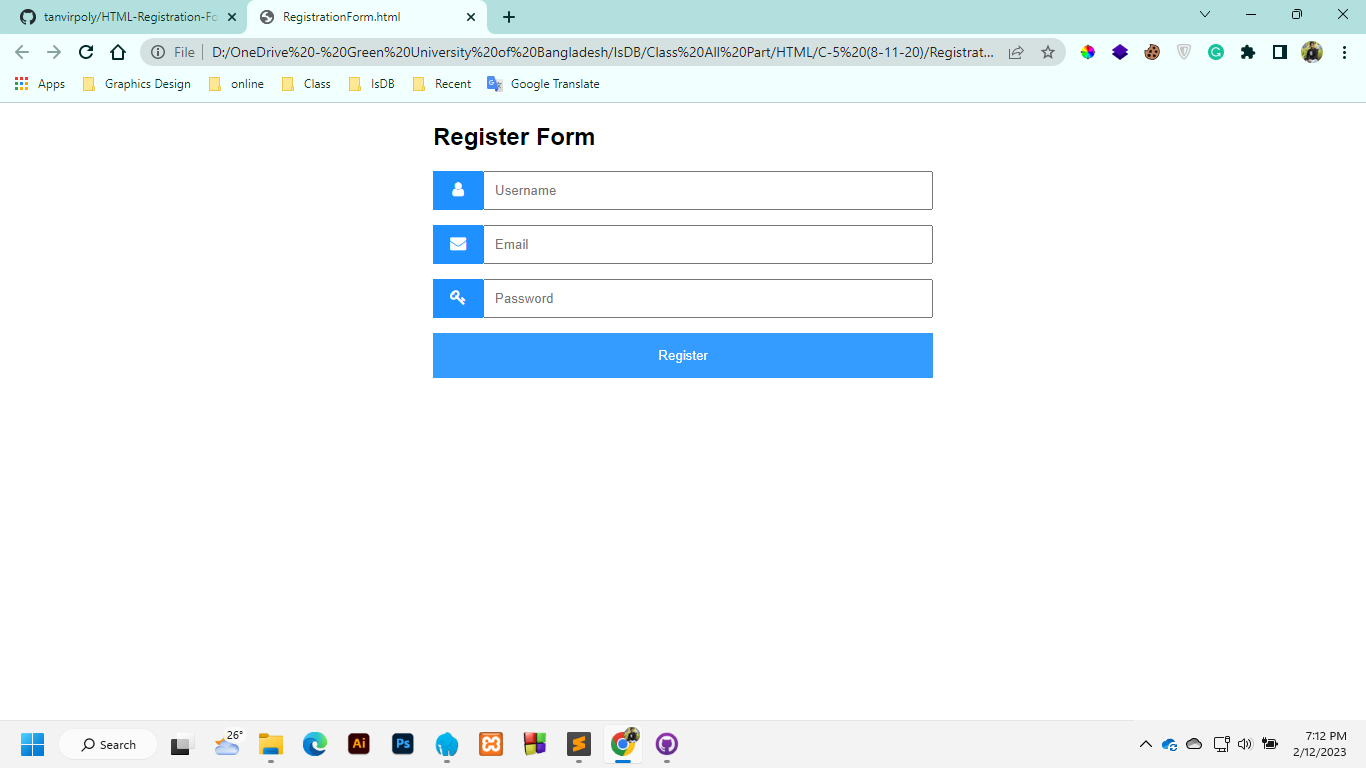 tanvirpoly/HTML-Registration-Fo
RegistrationForm.html
File
D:/OneDrive%20-%20Green%20University%20of%20Bangladesh/IsDB/Class%20All%20Part/HTML/C-5%20(8-11-20)/Registrat...
Apps
Graphics Design
online
Class
IsDB
Recent
Google Translate
Register Form
Username
Email
Password
Register
Search
26°
Ai
Ps
7:12 PM
2/12/2023